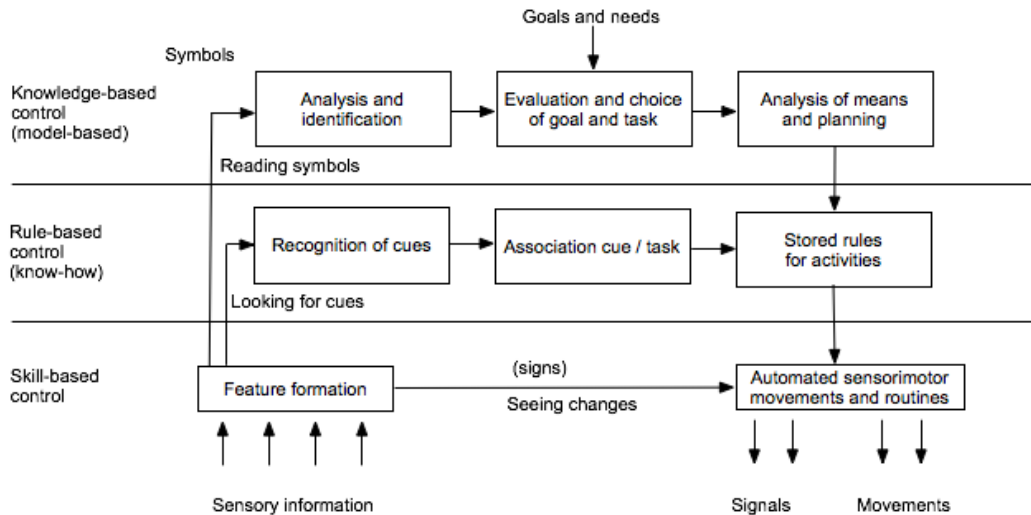 Goals and needs
Symbols
Knowledge-based
control
(model-based)
Analysis and
identification
Evaluation and choice
of goal and task
Analysis of means
and planning
Reading symbols
Rule-based
control
(know-how)
Recognition of cues
Association cue / task
Stored rules
for activities
Looking for cues
Skill-based
control
Feature formation
(signs)
Seeing changes
Automated sensorimotor
movements and routines
Sensory information
Signals
Movements